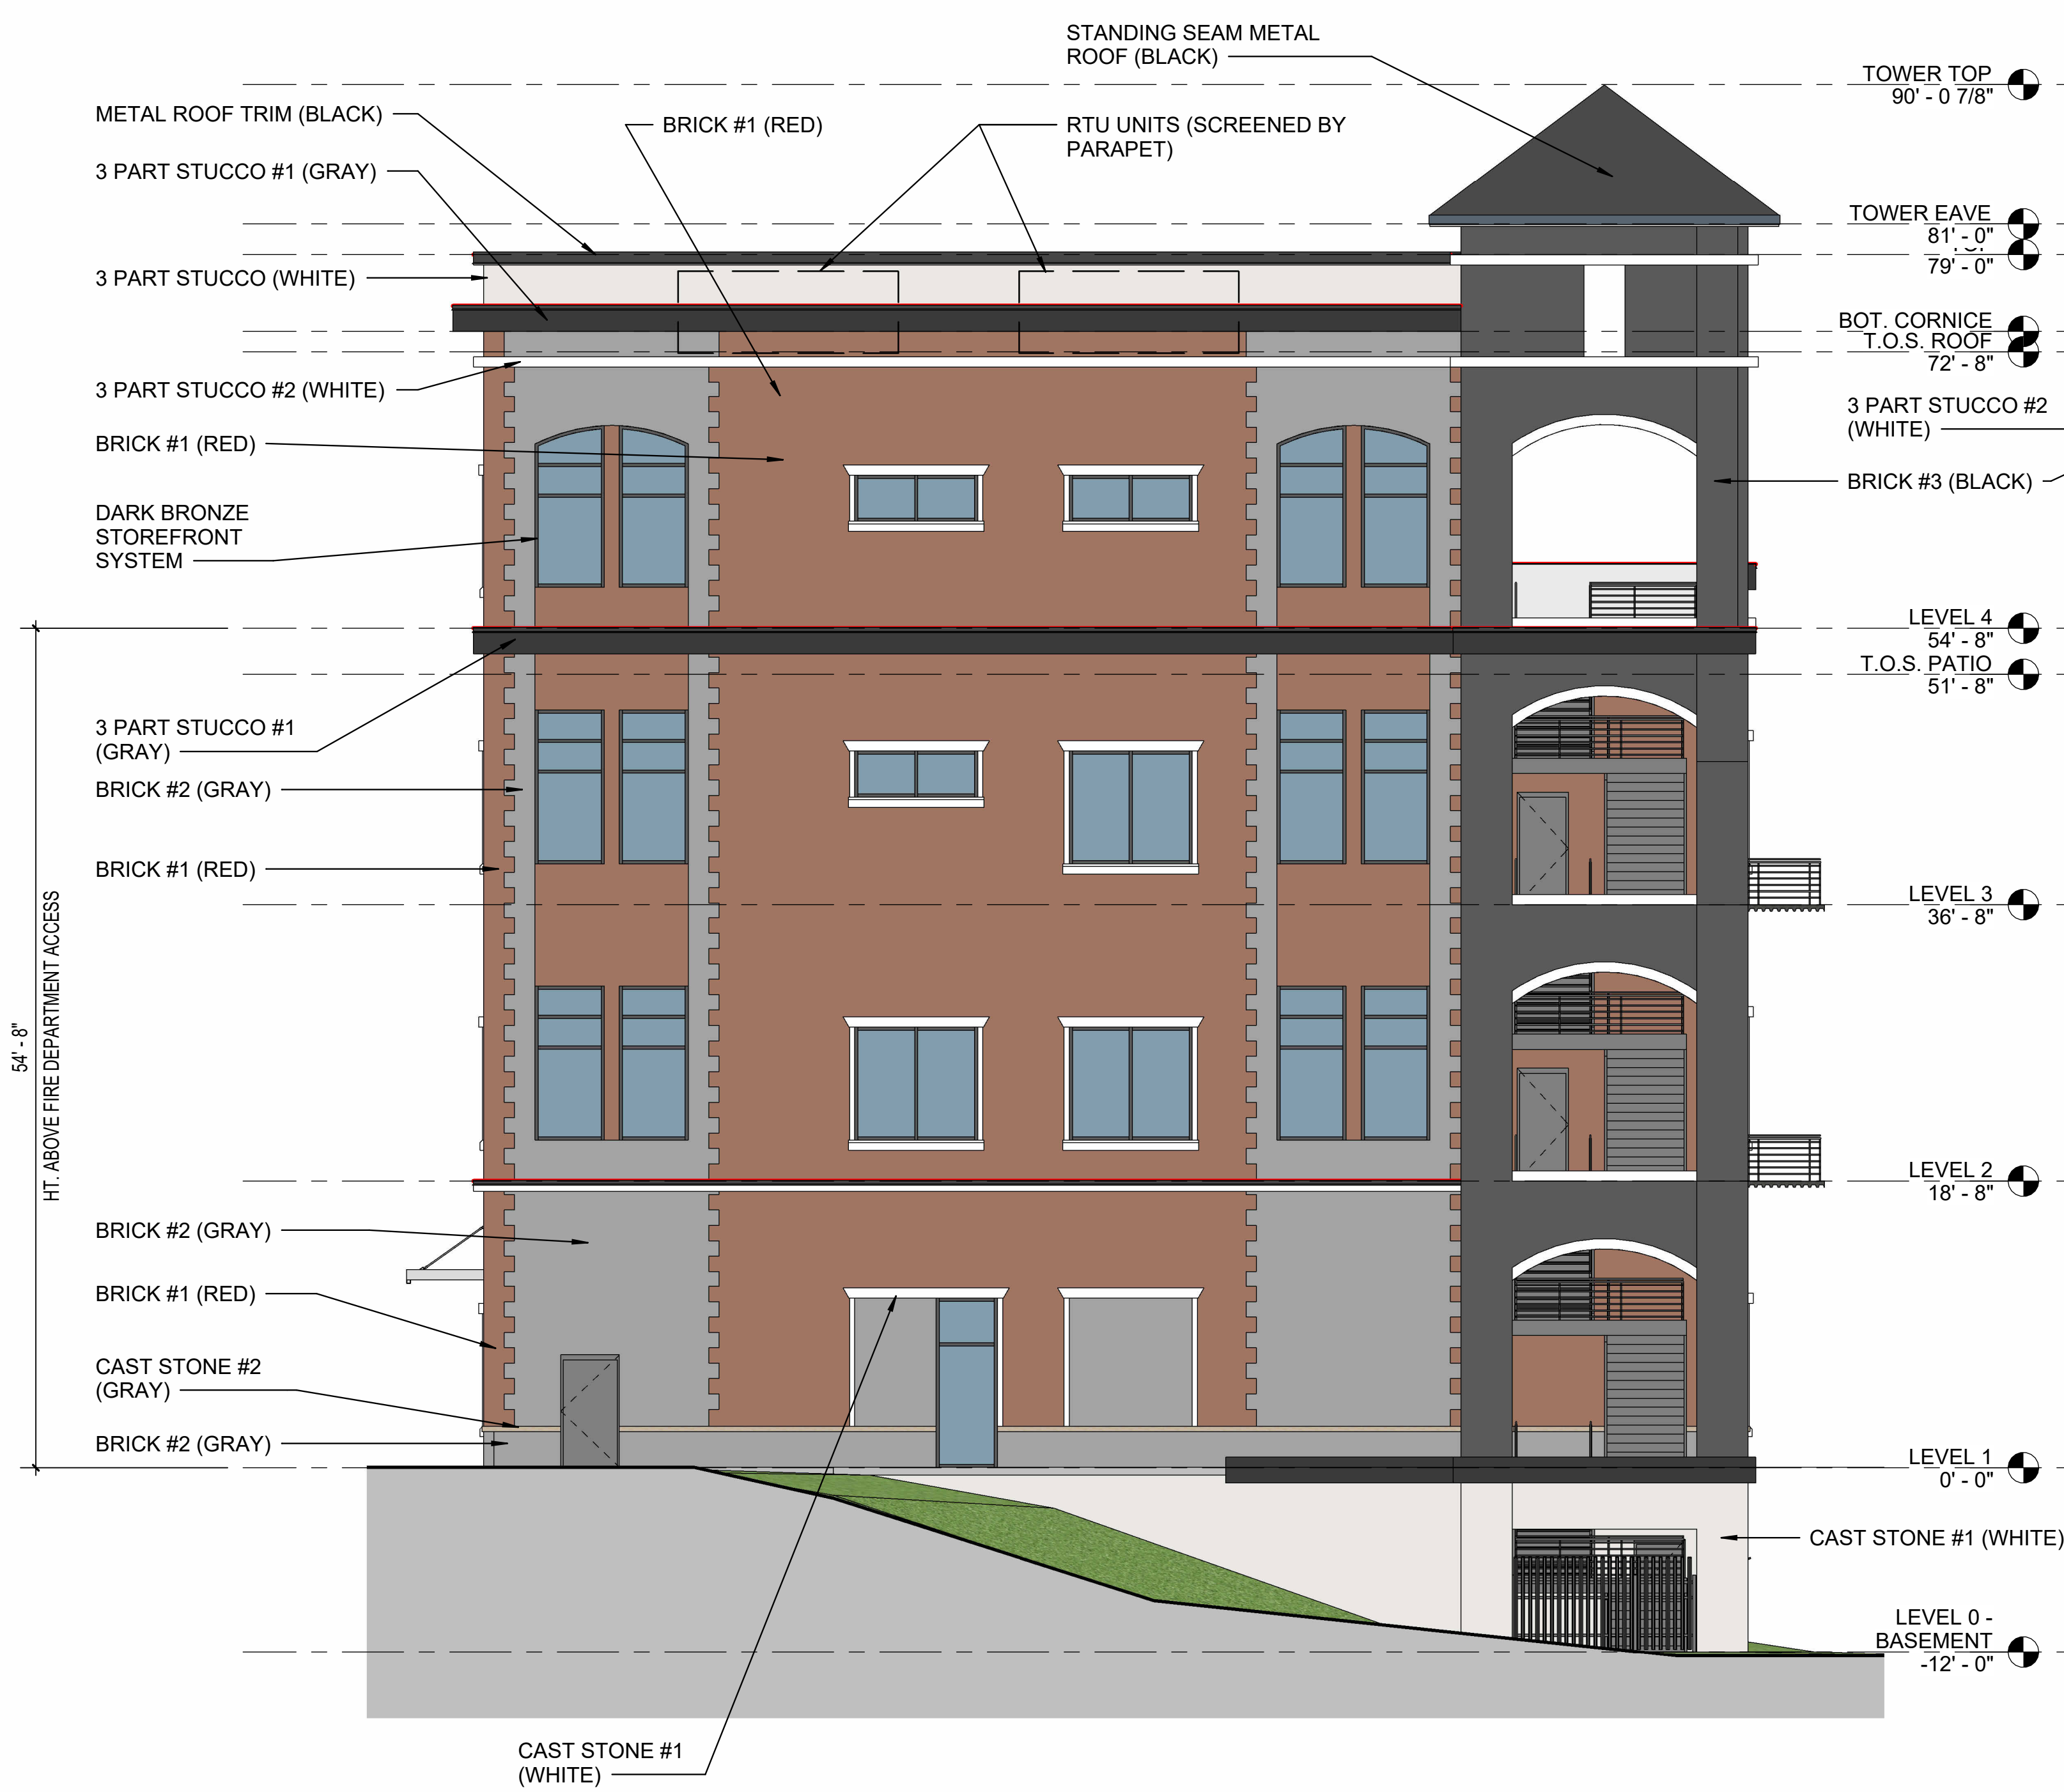 STANDING SEAM METAL
ROOF (BLACK)
TOWER TOP
90' - 0 7/8"
METAL ROOF TRIM (BLACK)
BRICK #1 (RED)
RTU UNITS (SCREENED BY
PARAPET)
3 PART STUCCO #1 (GRAY)
TOWER EAVE
81' - 0"
79' - 0"
3 PART STUCCO (WHITE)
BOT. CORNICE
T.O.S. ROOF
72' - 8"
3 PART STUCCO #2 (WHITE)
3 PART STUCCO #2
(WHITE)
BRICK #1 (RED)
BRICK #3 (BLACK)
DARK BRONZE
STOREFRONT
SYSTEM
LEVEL 4
54' - 8"
T.O.S. PATIO
51' - 8"
3 PART STUCCO #1
(GRAY)
BRICK #2 (GRAY)
BRICK #1 (RED)
LEVEL 3
36' - 8"
54' - 8"
HT. ABOVE FIRE DEPARTMENT ACCESS
LEVEL 2
18' - 8"
BRICK #2 (GRAY)
BRICK #1 (RED)
CAST STONE #2
(GRAY)
BRICK #2 (GRAY)
LEVEL 1
0' - 0"
CAST STONE #1 (WHITE)
LEVEL 0 -
BASEMENT
-12' - 0"
CAST STONE #1
(WHITE)